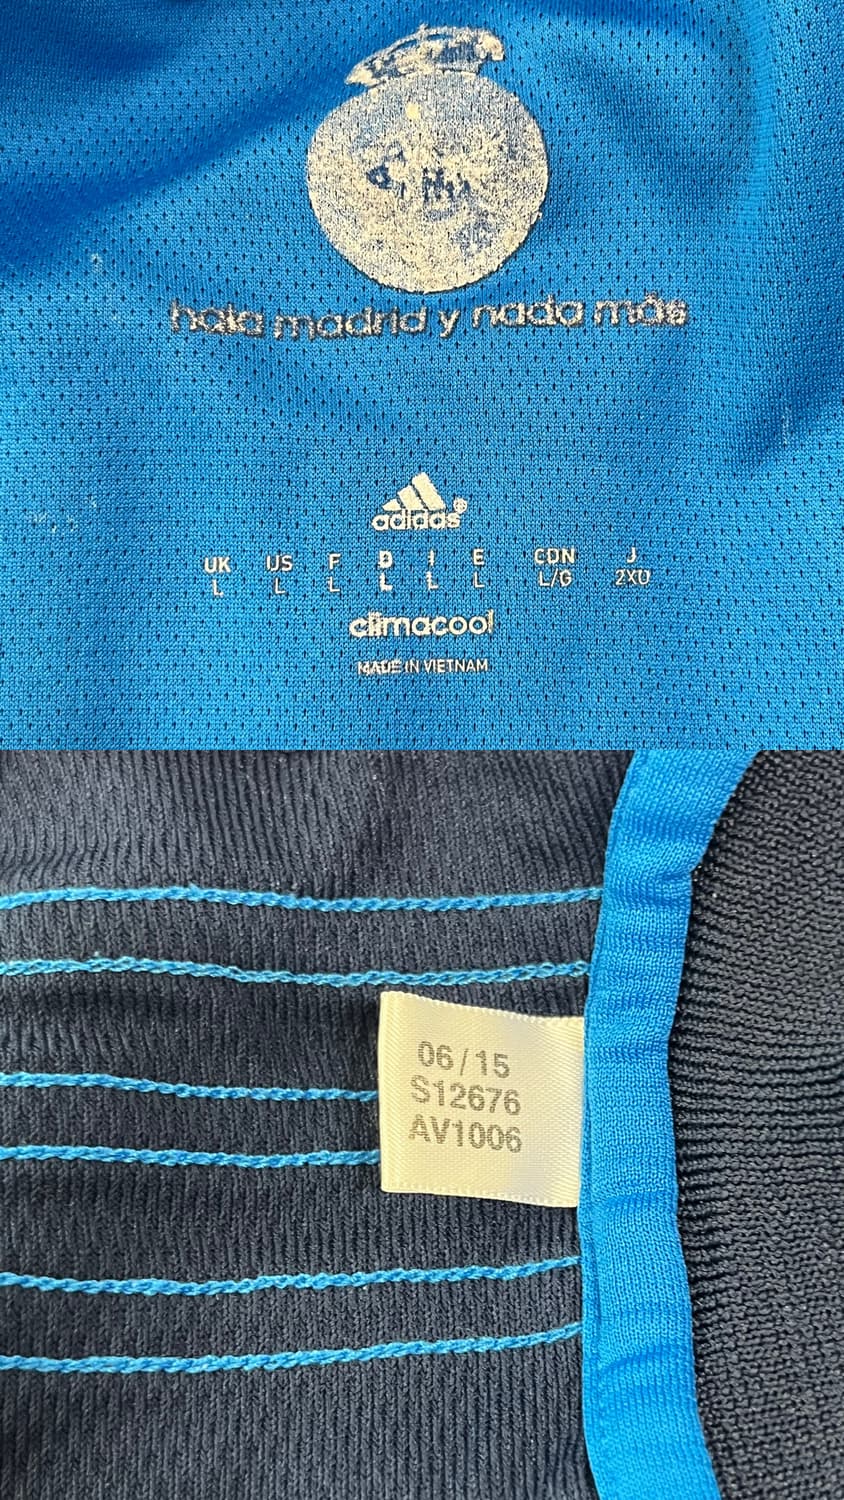 hala madrid y nada más
adidas®
UK US F D I E CDN J
L L L L L L L/G 2XO
climacool
MADE IN VIETNAM
06/15
S12676
AV1006